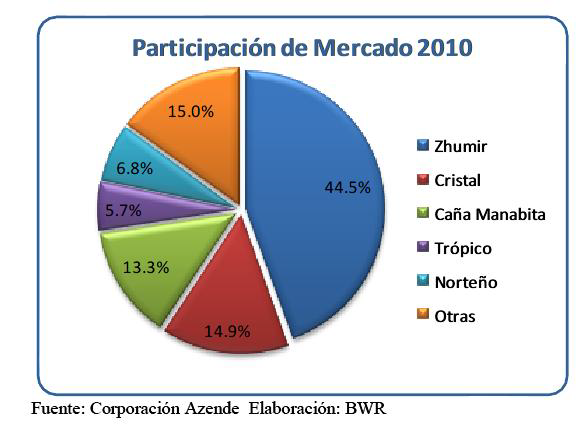 Participación de Mercado 2010
15.0%
6.8%
5.7%
13.3%
14.9%
44.5%
Zhumir
Cristal
Caña Manabita
Trópico
Norteño
Otras
Fuente: Corporación Azende Elaboración: BWR